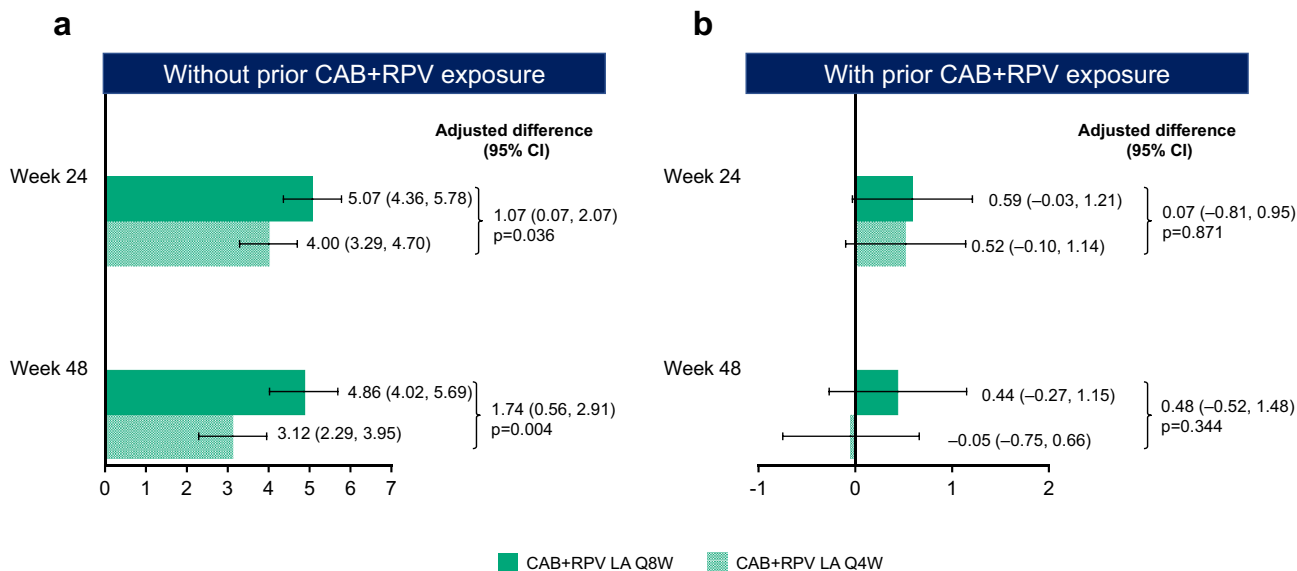 a
Without prior CAB+RPV exposure
Adjusted difference
(95% CI)
Week 24
5.07 (4.36, 5.78)
4.00 (3.29, 4.70)
1.07 (0.07, 2.07)
p=0.036
Week 48
4.86 (4.02, 5.69)
3.12 (2.29, 3.95)
1.74 (0.56, 2.91)
p=0.004
0 1 2 3 4 5 6 7
b
With prior CAB+RPV exposure
Adjusted difference
(95% CI)
Week 24
0.59 (–0.03, 1.21)
0.52 (–0.10, 1.14)
0.07 (–0.81, 0.95)
p=0.871
Week 48
0.44 (–0.27, 1.15)
–0.05 (–0.75, 0.66)
0.48 (–0.52, 1.48)
p=0.344
-1 0 1 2
CAB+RPV LA Q8W
CAB+RPV LA Q4W